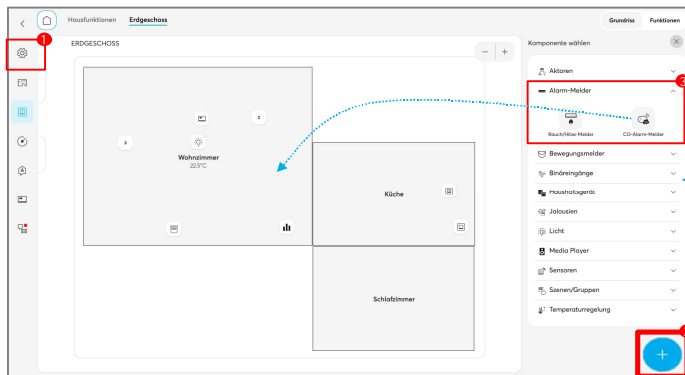 Hausfunktionen Erdgeschoss Grundriss Funktionen
1
ERDGESCHOSS
- +
Komponente wählen
Aktoren
Alarm-Melder
Rauch/Hitze-Melder CO-Alarm-Melder
Bewegungsmelder
Binäreingänge
Haushaltsgerät
Jalousien
Licht
Media Player
Sensoren
Szenen/Gruppen
Temperaturregelung
+
Wohnzimmer
22.5°C
Küche
Schlafzimmer